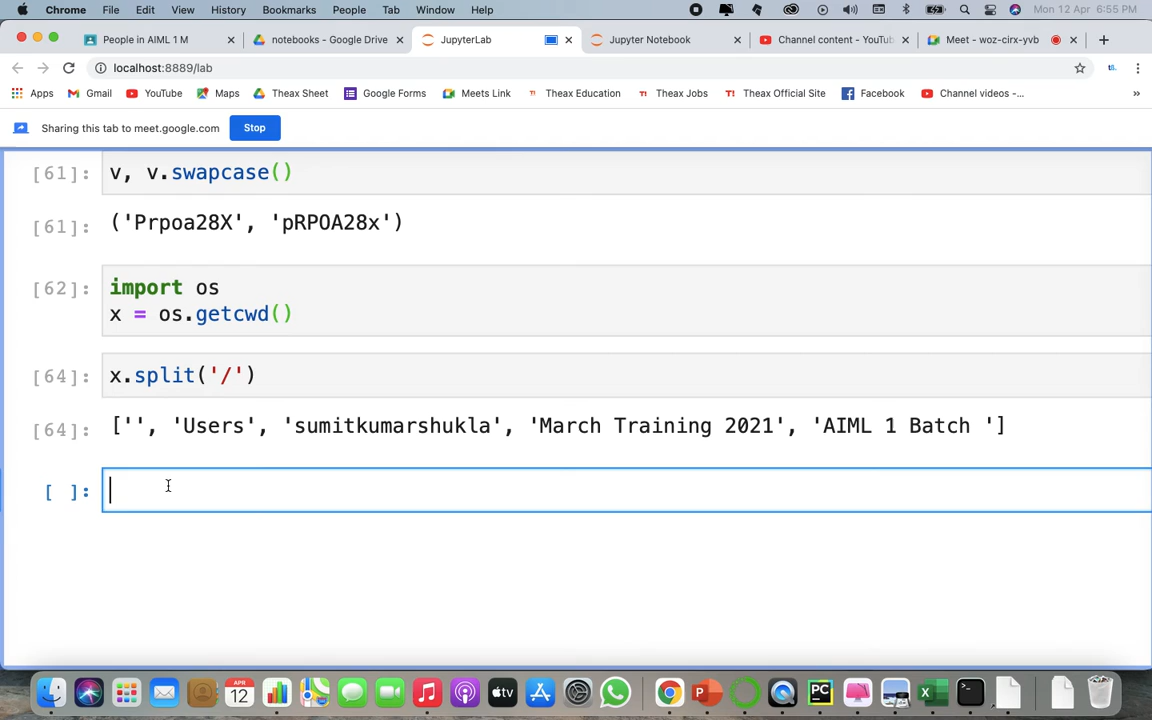 Chrome File Edit View History Bookmarks People Tab Window Help Mon 12 Apr 6:55 PM
People in AIML 1 M notebooks - Google Drive JupyterLab Jupyter Notebook Channel content - YouTub Meet - woz-cirx-yvb
localhost:8889/lab
Apps Gmail YouTube Maps Theax Sheet Google Forms Meets Link Theax Education Theax Jobs Theax Official Site Facebook Channel videos -... »
Sharing this tab to meet.google.com Stop
[61]: v, v.swapcase()
[61]: ('Prpoa28X', 'pRPOA28x')
[62]: import os
x = os.getcwd()
[64]: x.split('/')
[64]: ['', 'Users', 'sumitkumarshukla', 'March Training 2021', 'AIML 1 Batch ']
[ ]:
APR
12
tv
P
PC
X